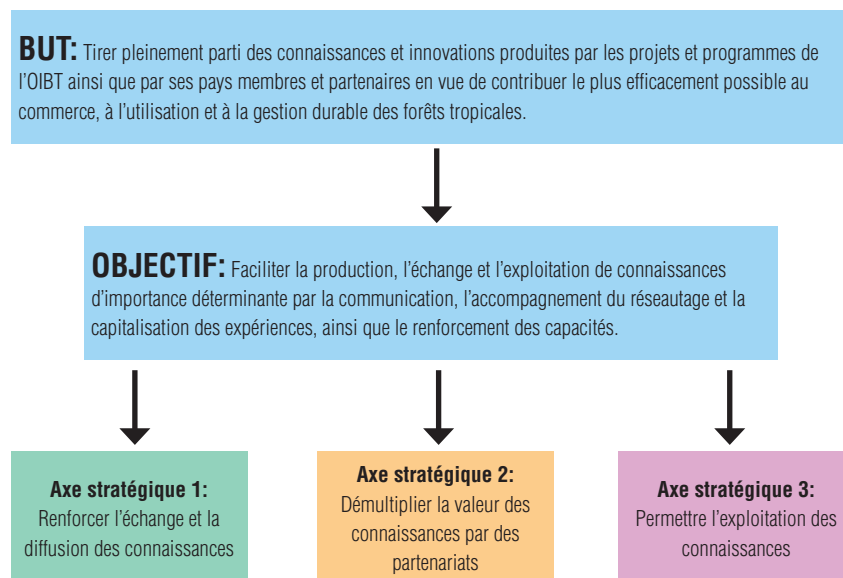 BUT: Tirer pleinement parti des connaissances et innovations produites par les projets et programmes de
l'OIBT ainsi que par ses pays membres et partenaires en vue de contribuer le plus efficacement possible au
commerce, à l'utilisation et à la gestion durable des forêts tropicales.
OBJECTIF: Faciliter la production, l'échange et l'exploitation de connaissances
d'importance déterminante par la communication, l'accompagnement du réseautage et la
capitalisation des expériences, ainsi que le renforcement des capacités.
Axe stratégique 1:
Renforcer l'échange et la
diffusion des connaissances
Axe stratégique 2:
Démultiplier la valeur des
connaissances par des
partenariats
Axe stratégique 3:
Permettre l'exploitation des
connaissances